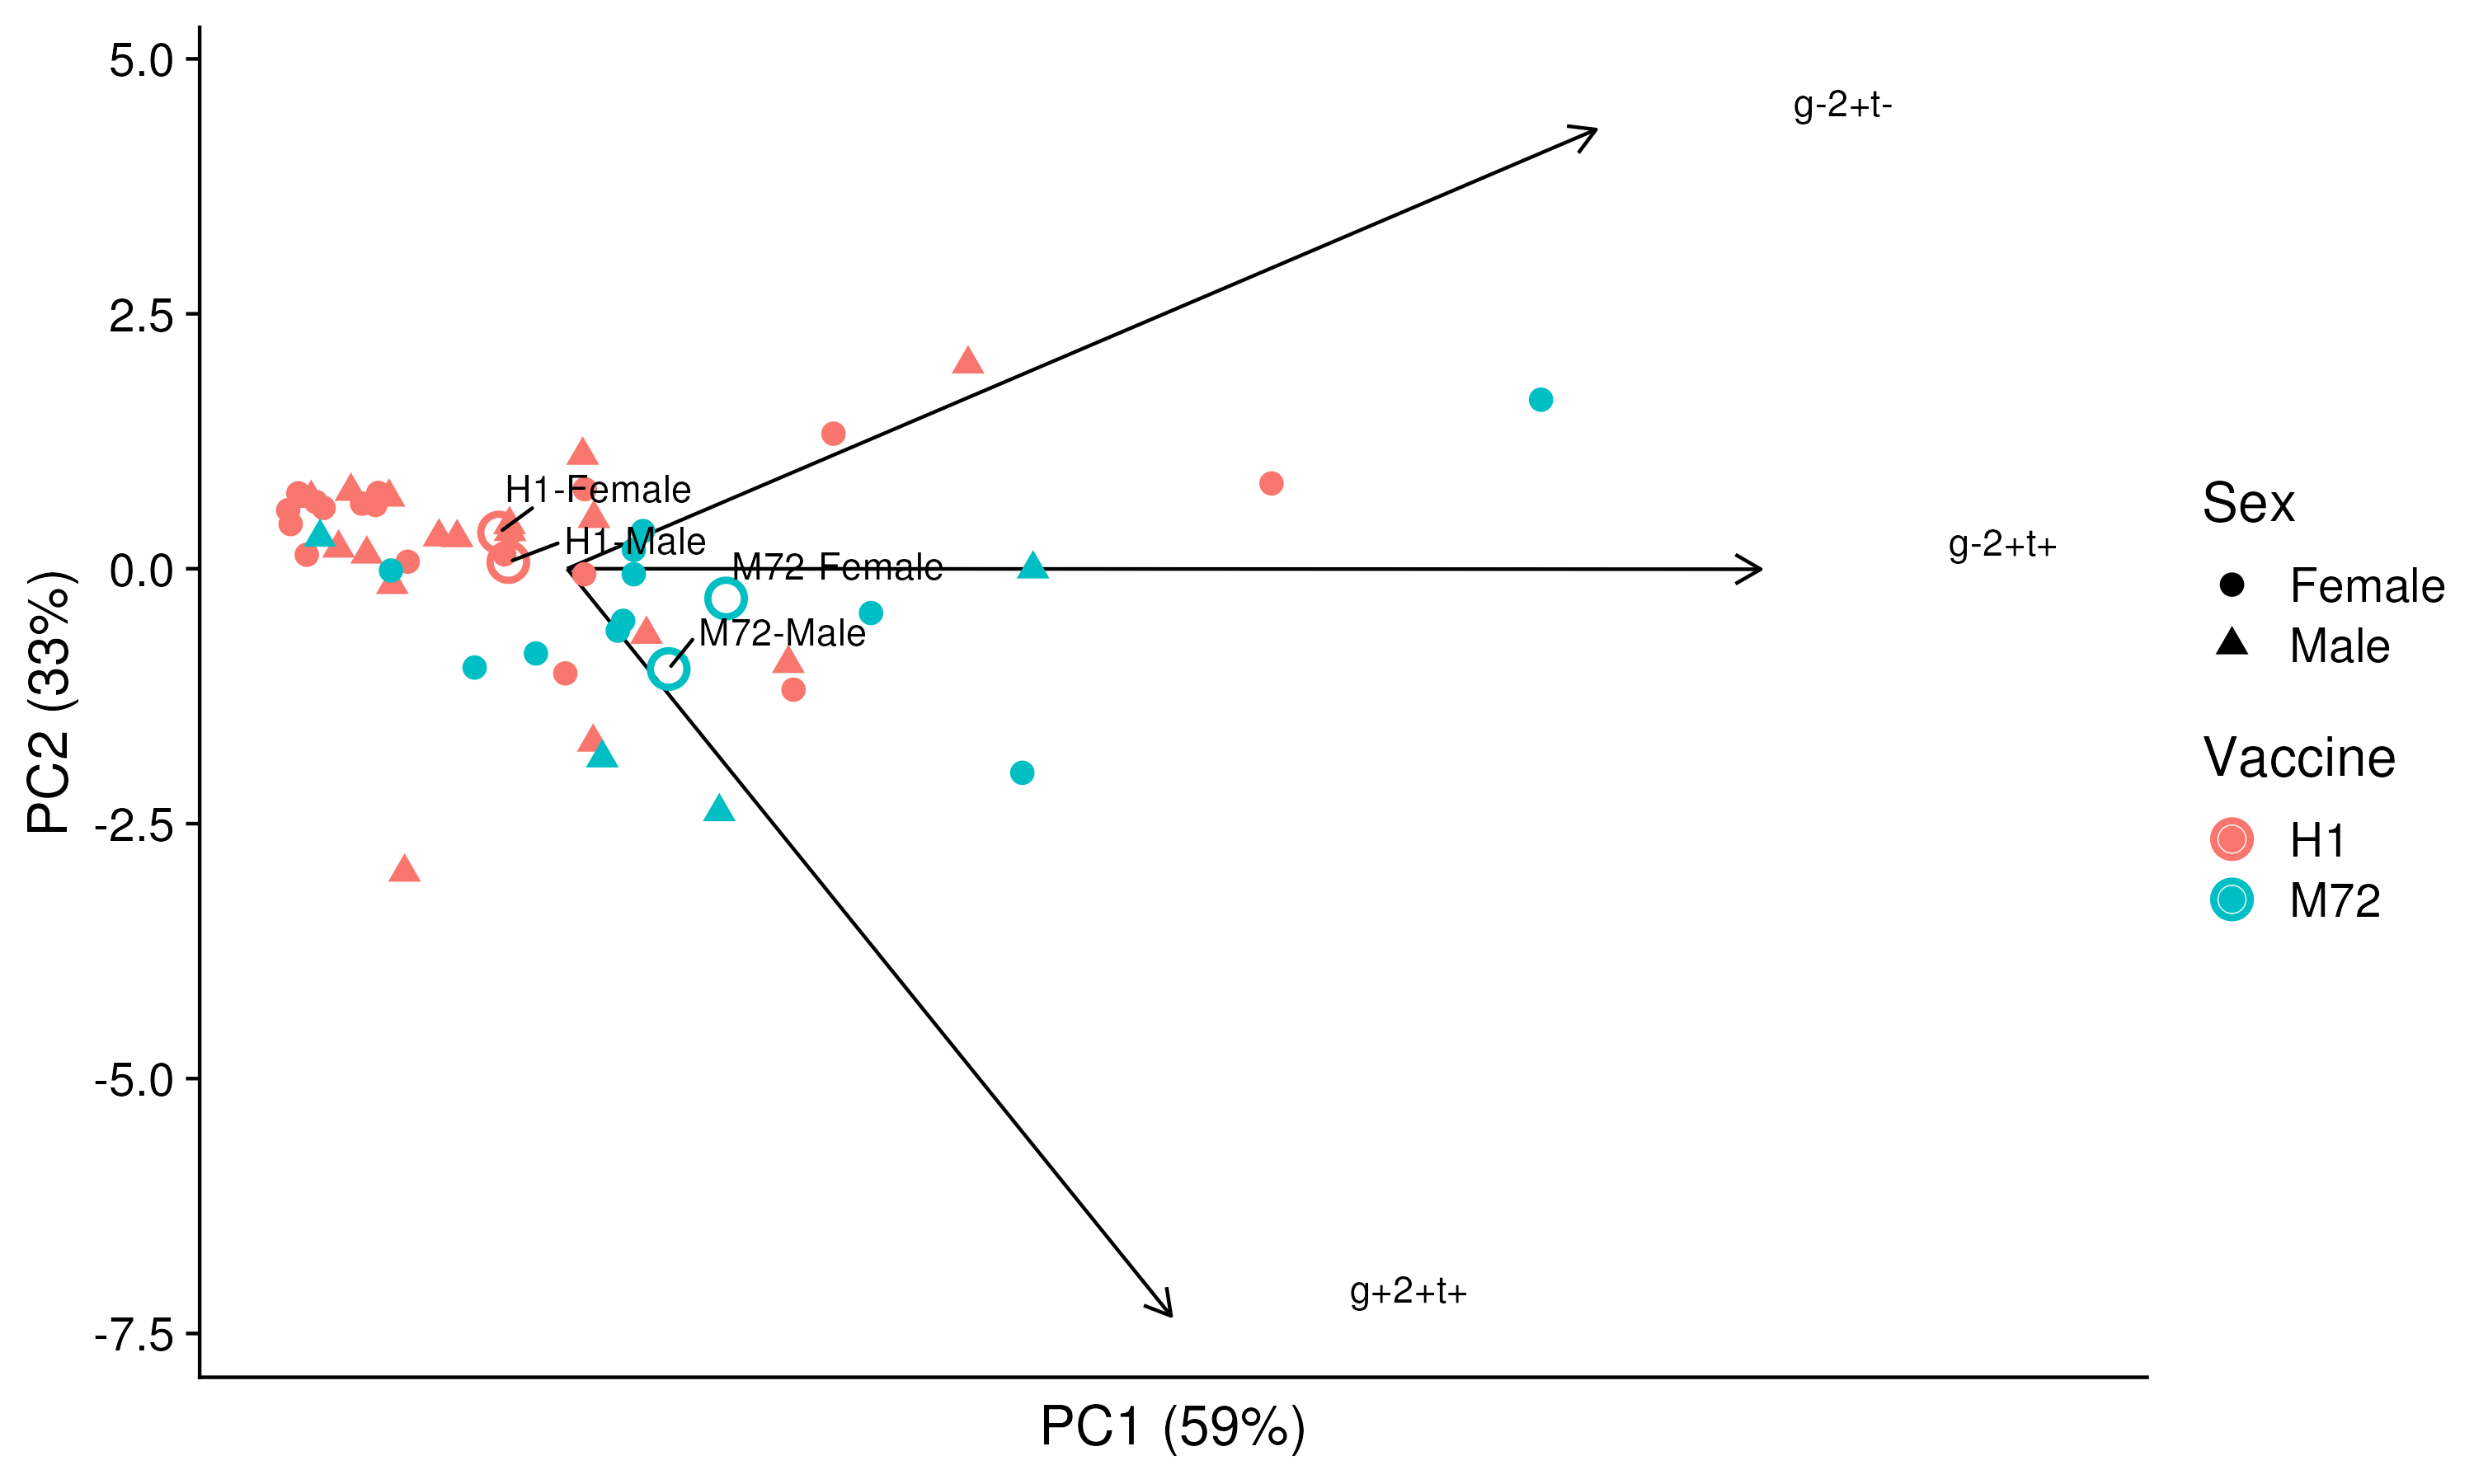 5.0
2.5
0.0
-2.5
-5.0
-7.5
PC2 (33%)
PC1 (59%)
g-2+t-
g-2+t+
g+2+t+
H1-Female
H1-Male
M72-Female
M72-Male
Sex
Female
Male
Vaccine
H1
M72